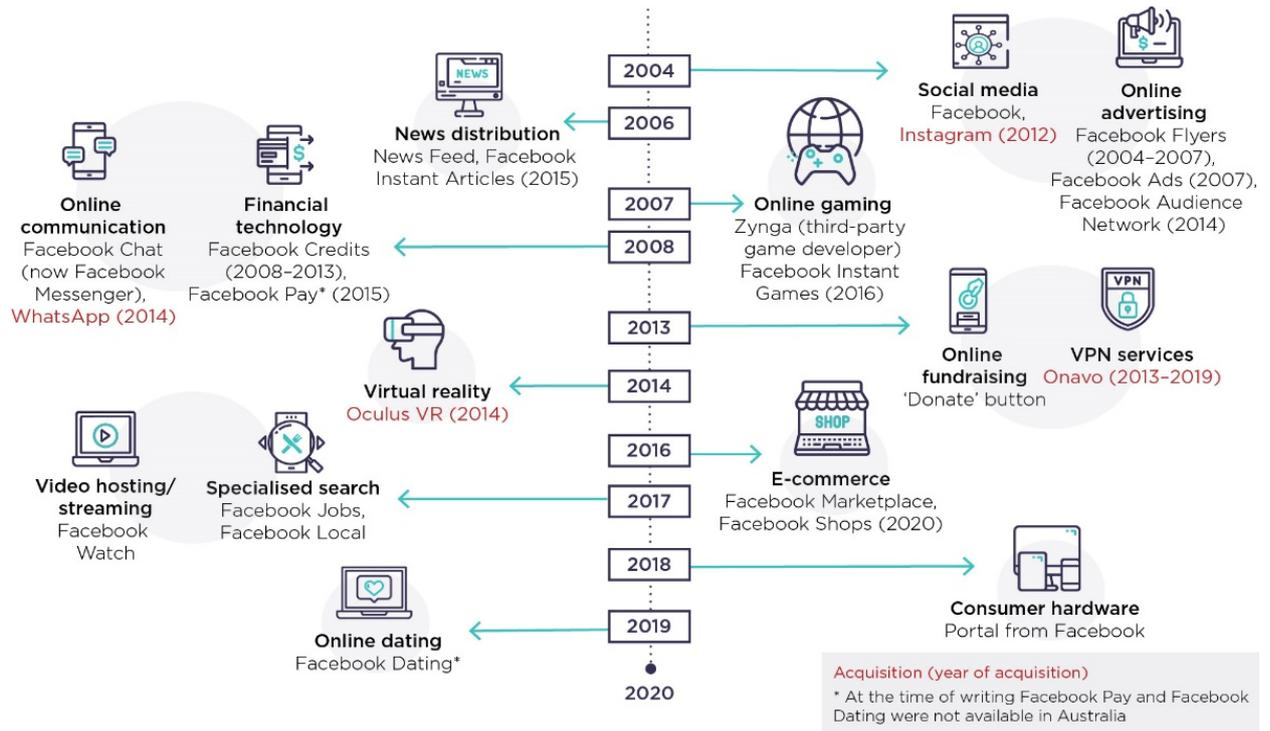 2004
Social media
Facebook,
Instagram (2012)
$
Online
advertising
Facebook Flyers
(2004–2007),
Facebook Ads (2007),
Facebook Audience
Network (2014)
2006
NEWS
News distribution
News Feed, Facebook
Instant Articles (2015)
2007
Online gaming
Zynga (third-party
game developer)
Facebook Instant
Games (2016)
2008
Online
communication
Facebook Chat
(now Facebook
Messenger),
WhatsApp (2014)
$
Financial
technology
Facebook Credits
(2008–2013),
Facebook Pay* (2015)
2013
Online
fundraising
‘Donate’ button
VPN
VPN services
Onavo (2013–2019)
2014
Virtual reality
Oculus VR (2014)
2016
SHOP
E-commerce
Facebook Marketplace,
Facebook Shops (2020)
2017
Video hosting/
streaming
Facebook
Watch
Specialised search
Facebook Jobs,
Facebook Local
2018
Consumer hardware
Portal from Facebook
2019
Online dating
Facebook Dating*
2020
Acquisition (year of acquisition)
* At the time of writing Facebook Pay and Facebook
Dating were not available in Australia